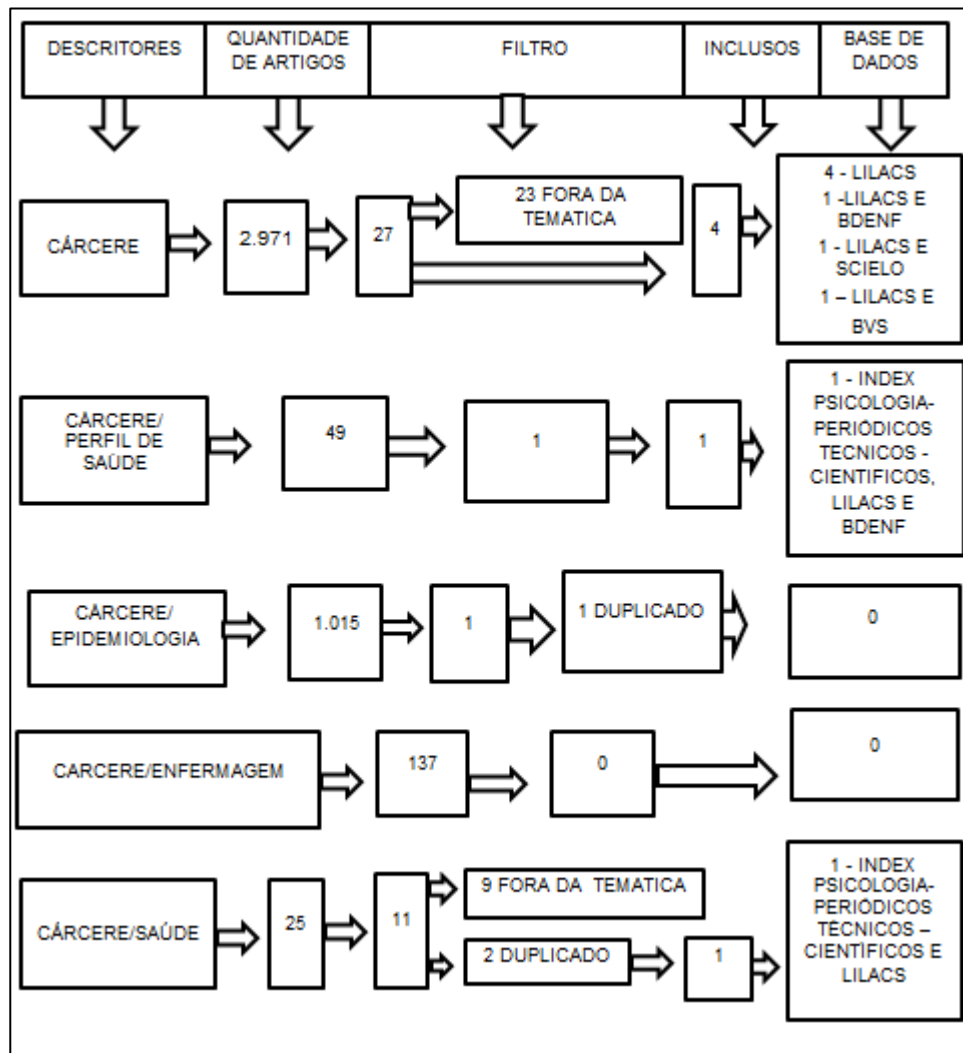 DESCRITORES
QUANTIDADE
DE ARTIGOS
FILTRO
INCLUSOS
BASE DE
DADOS
CÁRCERE
2.971
27
23 FORA DA
TEMATICA
4
4 - LILACS
1 -LILACS E
BDENF
1 - LILACS E
SCIELO
1 – LILACS E
BVS
CÁRCERE/
PERFIL DE
SAÚDE
49
1
1
1 - INDEX
PSICOLOGIA-
PERIÓDICOS
TECNICOS -
CIENTIFICOS,
LILACS E
BDENF
CÁRCERE/
EPIDEMIOLOGIA
1.015
1
1 DUPLICADO
0
CARCERE/ENFERMAGEM
137
0
0
CÁRCERE/SAÚDE
25
11
9 FORA DA TEMATICA
2 DUPLICADO
1
1 - INDEX
PSICOLOGIA-
PERIÓDICOS
TÉCNICOS –
CIENTÌFICOS E
LILACS